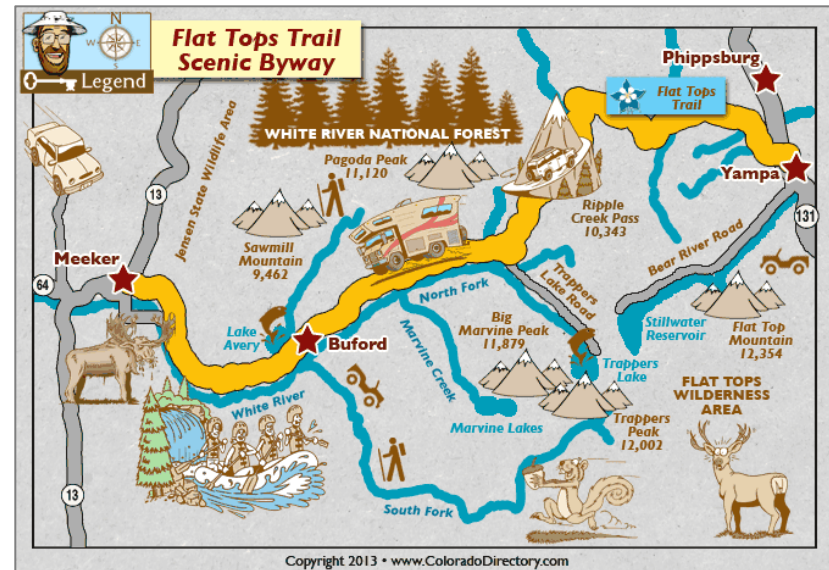 Flat Tops Trail
Scenic Byway
N
W
E
S
Legend
Phippsburg
Flat Tops
Trail
WHITE RIVER NATIONAL FOREST
Pagoda Peak
11,120
Yampa
Ripple
Creek Pass
10,343
131
13
Jensen State Wildlife Area
Sawmill
Mountain
9,462
Bear River Road
Meeker
64
North Fork
Trappers
Lake Road
Lake
Avery
Buford
Big
Marvine Peak
11,879
Stillwater
Reservoir
Flat Top
Mountain
12,354
Marvine Creek
Trappers
Lake
White River
FLAT TOPS
WILDERNESS
AREA
Marvine Lakes
Trappers
Peak
12,002
13
South Fork
Copyright 2013 • www.ColoradoDirectory.com